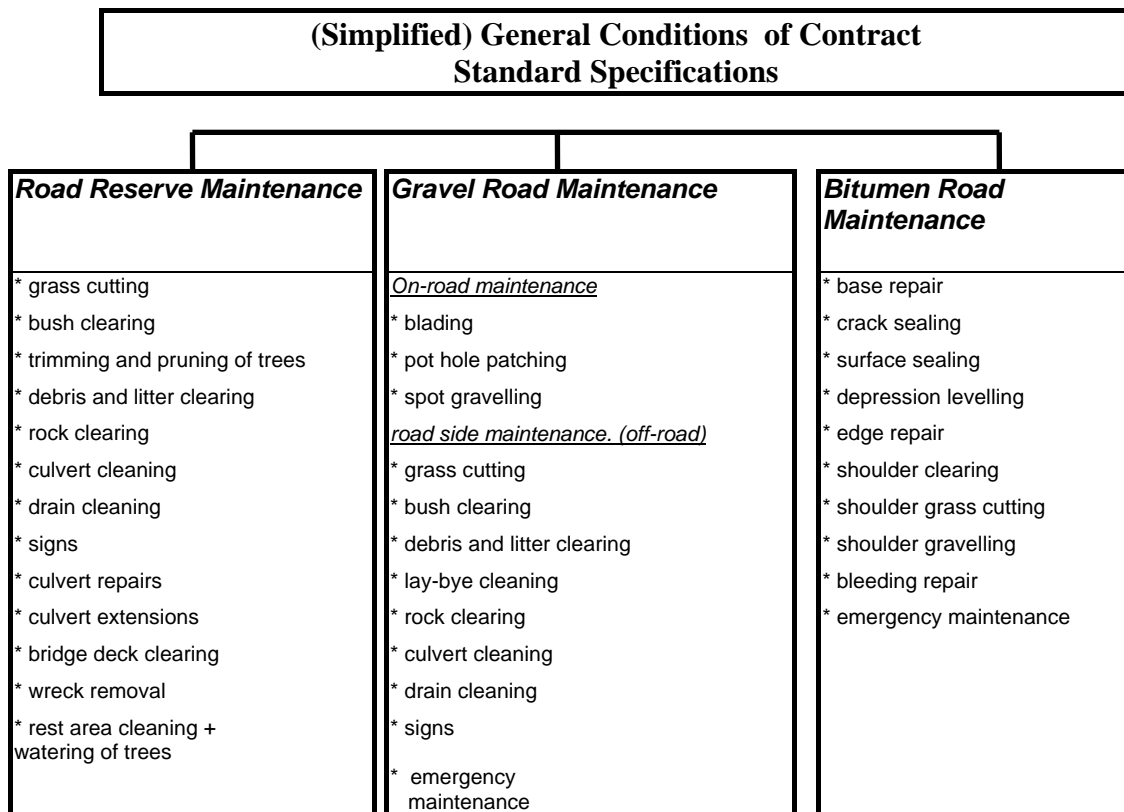 (Simplified) General Conditions of Contract
Standard Specifications
Road Reserve Maintenance
* grass cutting
* bush clearing
* trimming and pruning of trees
* debris and litter clearing
* rock clearing
* culvert cleaning
* drain cleaning
* signs
* culvert repairs
* culvert extensions
* bridge deck clearing
* wreck removal
* rest area cleaning +
watering of trees
Gravel Road Maintenance
On-road maintenance
* blading
* pot hole patching
* spot gravelling
road side maintenance. (off-road)
* grass cutting
* bush clearing
* debris and litter clearing
* lay-bye cleaning
* rock clearing
* culvert cleaning
* drain cleaning
* signs
* emergency
maintenance
Bitumen Road
Maintenance
* base repair
* crack sealing
* surface sealing
* depression levelling
* edge repair
* shoulder clearing
* shoulder grass cutting
* shoulder gravelling
* bleeding repair
* emergency maintenance